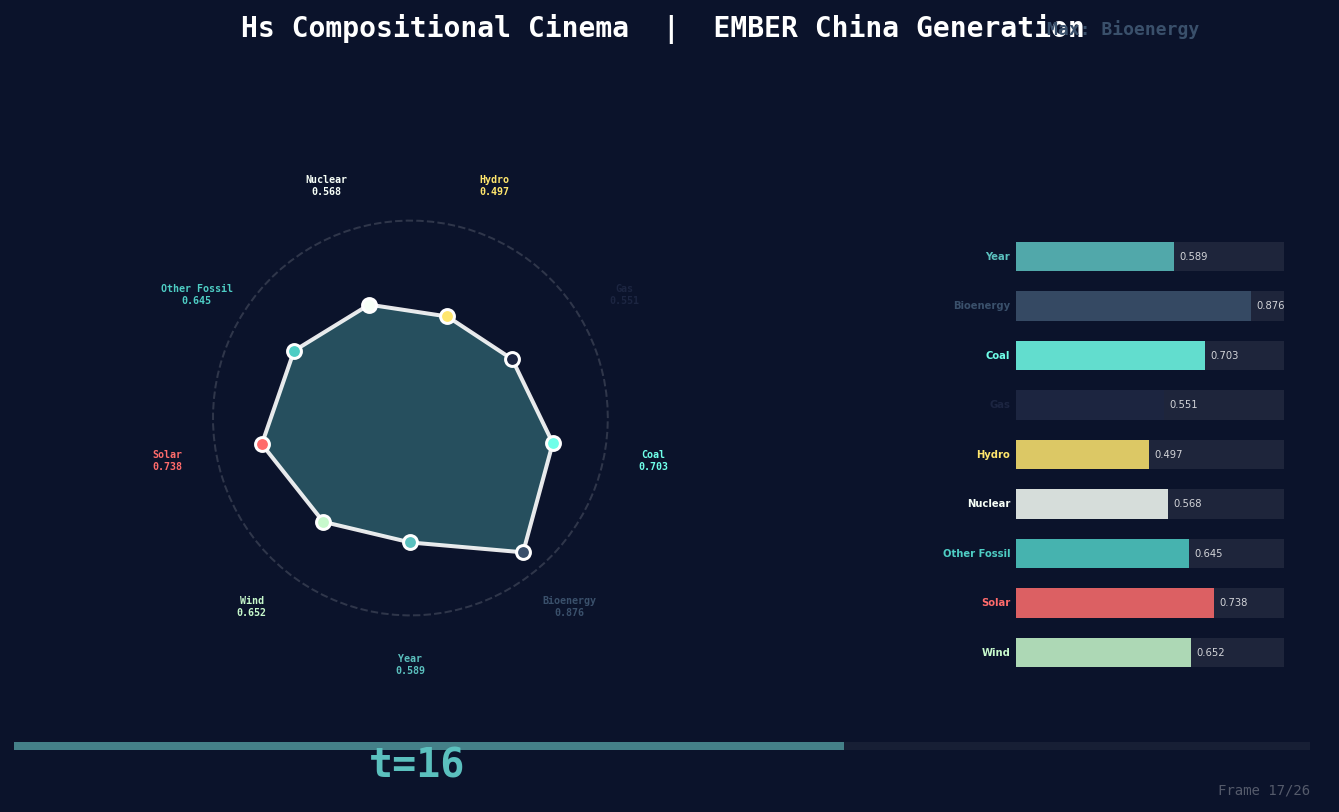 Hs Compositional Cinema | EMBER China Generation
Max: Bioenergy
Nuclear
0.568
Hydro
0.497
Other Fossil
0.645
Gas
0.551
Solar
0.738
Coal
0.703
Wind
0.652
Bioenergy
0.876
Year
0.589
Year 0.589
Bioenergy 0.876
Coal 0.703
Gas 0.551
Hydro 0.497
Nuclear 0.568
Other Fossil 0.645
Solar 0.738
Wind 0.652
t=16
Frame 17/26